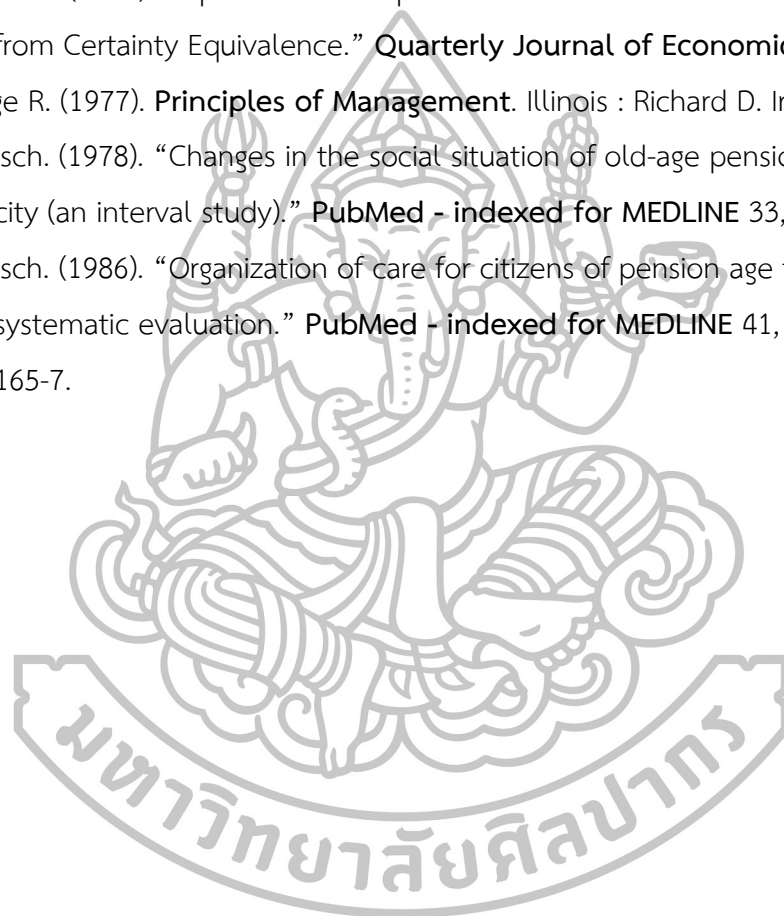 from Certainty Equivalence.” Quarterly Journal of Economic
ge R. (1977). Principles of Management. Illinois : Richard D. Ir
sch. (1978). “Changes in the social situation of old-age pensio
city (an interval study).” PubMed - indexed for MEDLINE 33,
sch. (1986). “Organization of care for citizens of pension age
systematic evaluation.” PubMed - indexed for MEDLINE 41,
165-7.
มหาวิทยาลัยศิลปากร